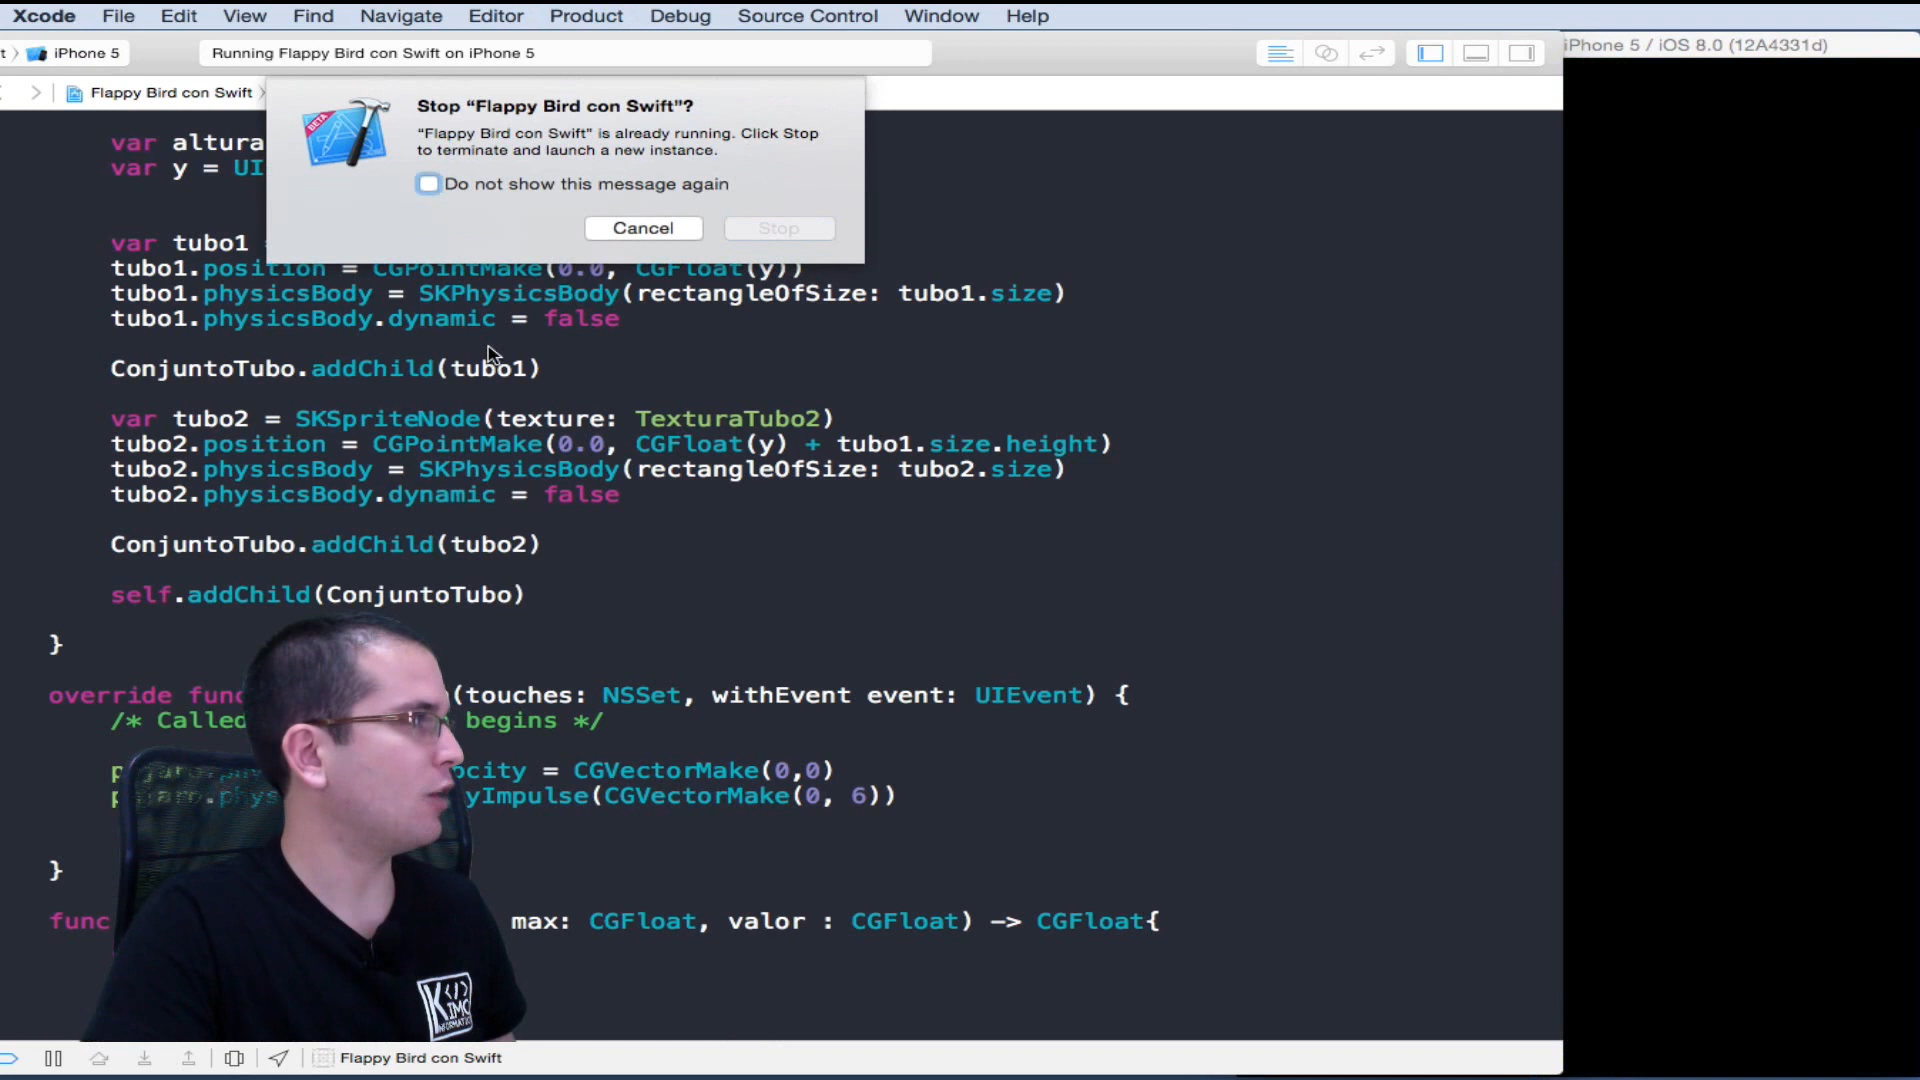 Xcode File Edit View Find Navigate Editor Product Debug Source Control Window Help
t iPhone 5 Running Flappy Bird con Swift on iPhone 5
iPhone 5 / iOS 8.0 (12A4331d)
Flappy Bird con Swift
Stop “Flappy Bird con Swift”?
“Flappy Bird con Swift” is already running. Click Stop
to terminate and launch a new instance.
Do not show this message again
Cancel Stop
BETA
var altura
var y = UI
var tubo1 =
tubo1.position = CGPointMake(0.0, CGFloat(y))
tubo1.physicsBody = SKPhysicsBody(rectangleOfSize: tubo1.size)
tubo1.physicsBody.dynamic = false
ConjuntoTubo.addChild(tubo1)
var tubo2 = SKSpriteNode(texture: TexturaTubo2)
tubo2.position = CGPointMake(0.0, CGFloat(y) + tubo1.size.height)
tubo2.physicsBody = SKPhysicsBody(rectangleOfSize: tubo2.size)
tubo2.physicsBody.dynamic = false
ConjuntoTubo.addChild(tubo2)
self.addChild(ConjuntoTubo)
}
override func (touches: NSSet, withEvent event: UIEvent) {
/* Called begins */
ocity = CGVectorMake(0,0)
yImpulse(CGVectorMake(0, 6))
}
func max: CGFloat, valor : CGFloat) -> CGFloat{
Flappy Bird con Swift